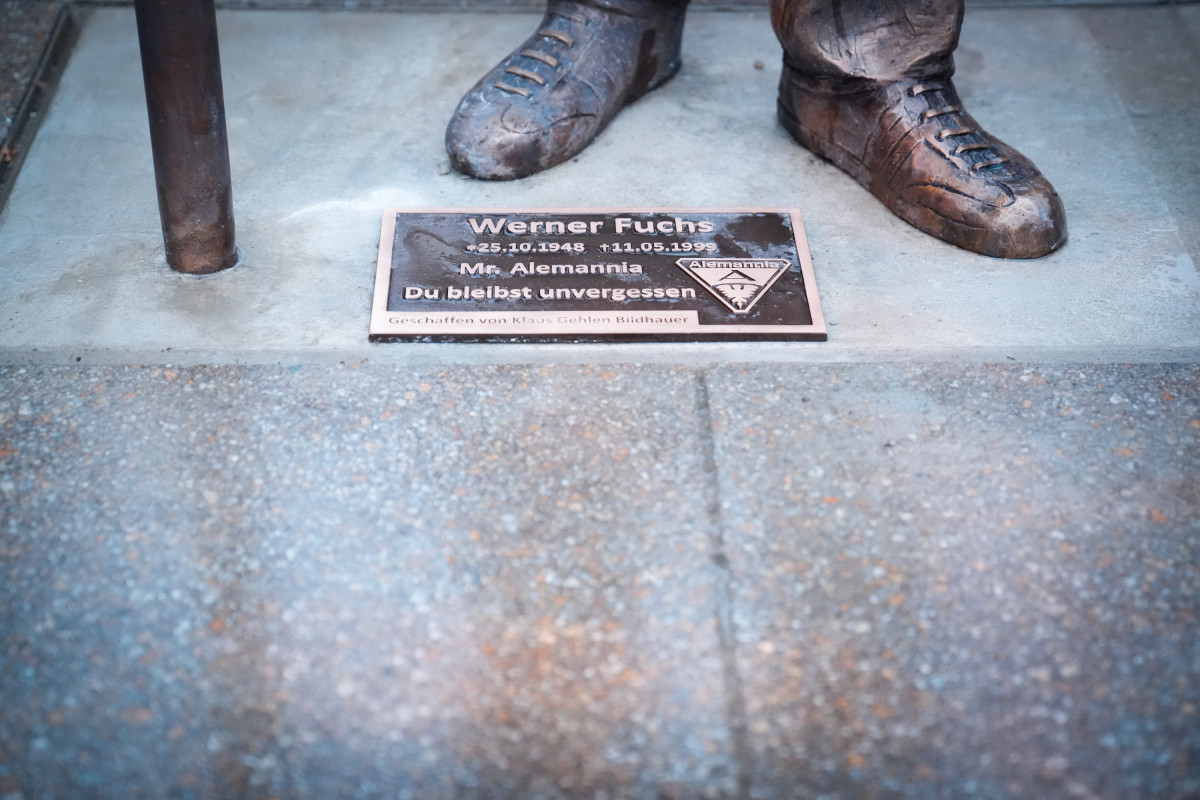 Werner Fuchs
*25.10.1948 †11.05.1999
Mr. Alemannia
Alemannia
A
Du bleibst unvergessen
Geschaffen von Klaus Gehlen Bildhauer